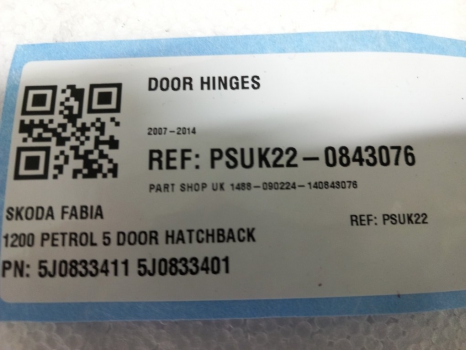 DOOR HINGES
2007-2014
REF: PSUK22-0843076
PART SHOP UK 1488-090224-140843076
SKODA FABIA
REF: PSUK22
1200 PETROL 5 DOOR HATCHBACK
PN: 5J0833411 5J0833401